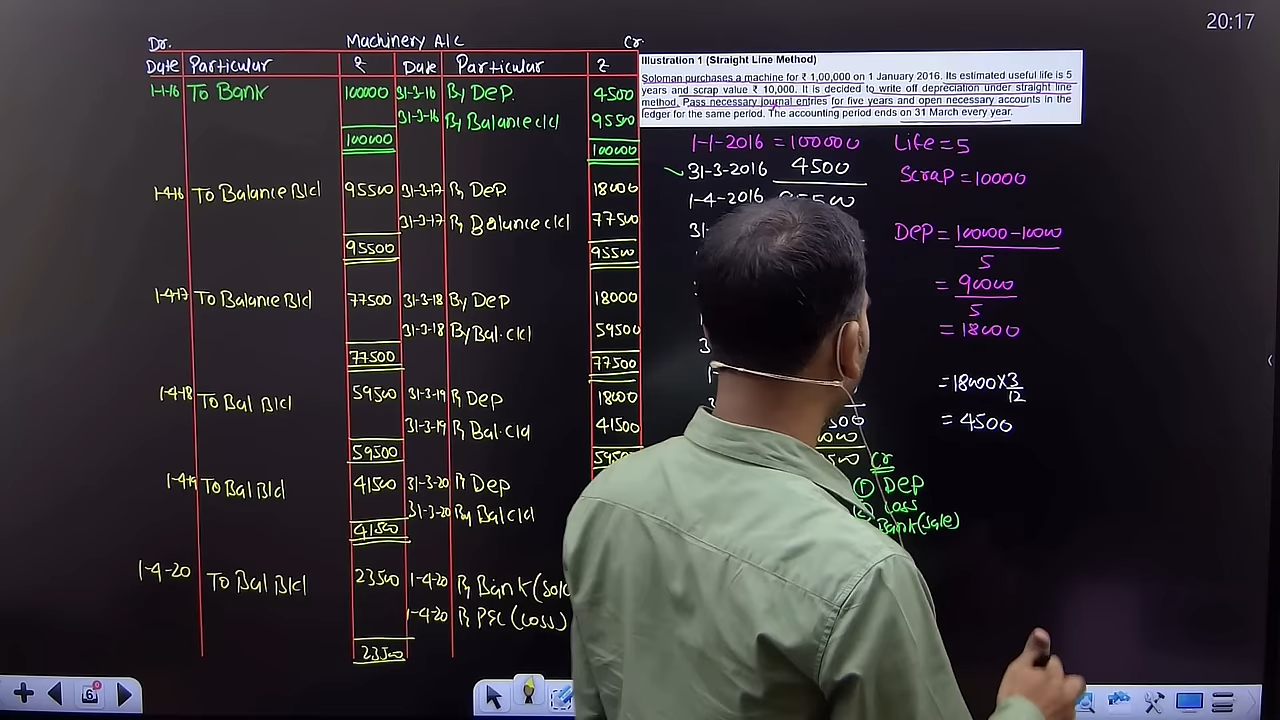 20:17
Dr. Machinery A/c Cr.
Date Particular ₹ Date Particular ₹
1-1-16 To Bank 100000 31-3-16 By Dep. 4500
31-3-16 By Balance c/d 95500
100000 100000
1-4-16 To Balance B/d 95500 31-3-17 By Dep. 18000
31-3-17 By Balance c/d 77500
95500 95500
1-4-17 To Balance B/d 77500 31-3-18 By Dep 18000
31-3-18 By Bal. c/d 59500
77500 77500
1-4-18 To Bal B/d 59500 31-3-19 By Dep 18000
31-3-19 By Bal. c/d 41500
59500
1-4-19 To Bal B/d 41500 31-3-20 By Dep
31-3-20 By Bal c/d
41500
1-4-20 To Bal B/d 23500 1-4-20 By Bank
1-4-20 By P&L (Loss)
23500
Illustration 1 (Straight Line Method)
Soloman purchases a machine for ₹ 1,00,000 on 1 January 2016. Its estimated useful life is 5
years and scrap value ₹ 10,000. It is decided to write off depreciation under straight line
method. Pass necessary journal entries for five years and open necessary accounts in the
ledger for the same period. The accounting period ends on 31 March every year.
1-1-2016 = 100000
31-3-2016 4500
1-4-2016
Life = 5
Scrap = 10000
Dep = 100000-10000
5
= 90000
5
= 18000
= 18000 × 3
12
= 4500
Cr
① Dep
Loss
Bank (sale)